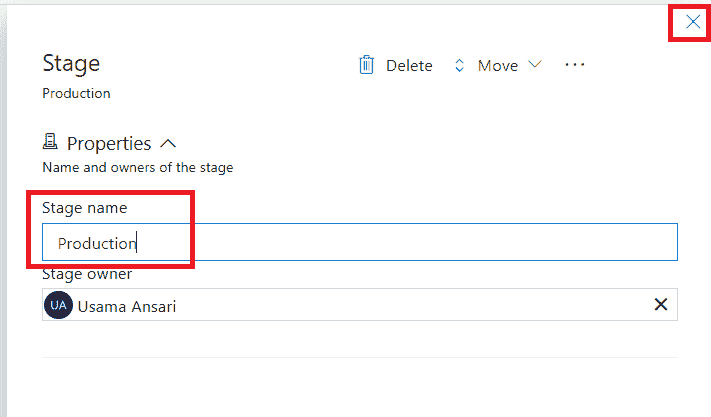 Stage
Delete Move ...
Production
Properties
Name and owners of the stage
Stage name
Production
Stage owner
UA Usama Ansari